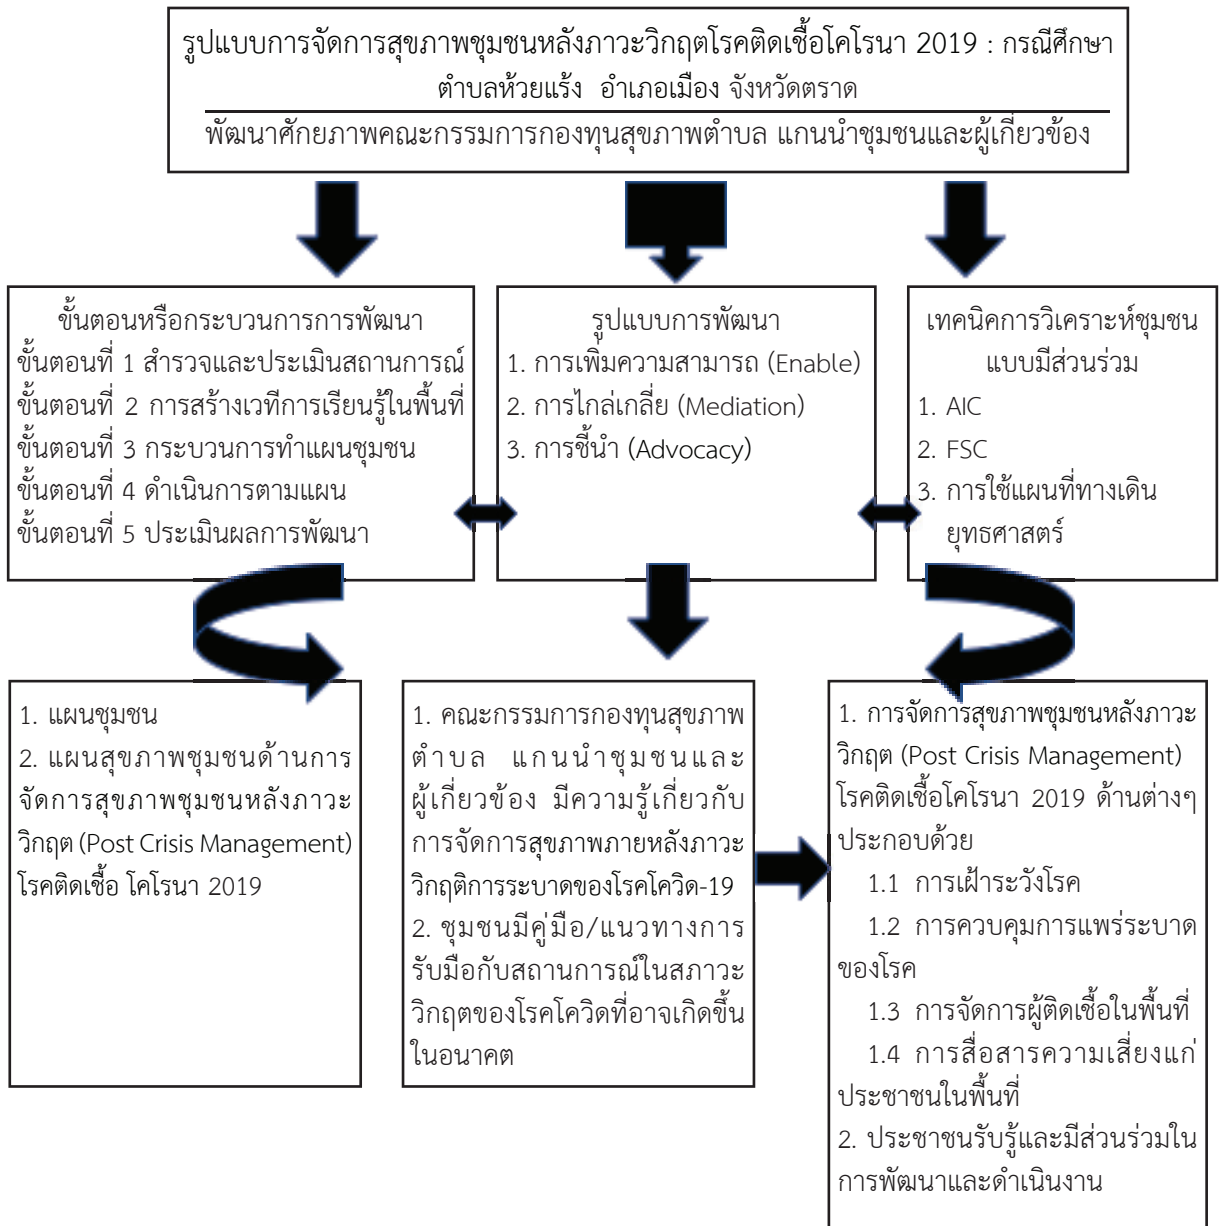 รูปแบบการจัดการสุขภาพชุมชนหลังภาวะวิกฤตโรคติดเชื้อโคโรนา 2019 : กรณีศึกษา
ตำบลห้วยแร้ง อำเภอเมือง จังหวัดตราด
พัฒนาศักยภาพคณะกรรมการกองทุนสุขภาพตำบล แกนนำชุมชนและผู้เกี่ยวข้อง
ขั้นตอนหรือกระบวนการการพัฒนา
ขั้นตอนที่ 1 สำรวจและประเมินสถานการณ์
ขั้นตอนที่ 2 การสร้างเวทีการเรียนรู้ในพื้นที่
ขั้นตอนที่ 3 กระบวนการทำแผนชุมชน
ขั้นตอนที่ 4 ดำเนินการตามแผน
ขั้นตอนที่ 5 ประเมินผลการพัฒนา
รูปแบบการพัฒนา
1. การเพิ่มความสามารถ (Enable)
2. การไกล่เกลี่ย (Mediation)
3. การชี้นำ (Advocacy)
เทคนิคการวิเคราะห์ชุมชน
แบบมีส่วนร่วม
1. AIC
2. FSC
3. การใช้แผนที่ทางเดิน
ยุทธศาสตร์
1. แผนชุมชน
2. แผนสุขภาพชุมชนด้านการ
จัดการสุขภาพชุมชนหลังภาวะ
วิกฤต (Post Crisis Management)
โรคติดเชื้อ โคโรนา 2019
1. คณะกรรมการกองทุนสุขภาพ
ตำบล แกนนำชุมชนและ
ผู้เกี่ยวข้อง มีความรู้เกี่ยวกับ
การจัดการสุขภาพภายหลังภาวะ
วิกฤติการระบาดของโรคโควิด-19
2. ชุมชนมีคู่มือ/แนวทางการ
รับมือกับสถานการณ์ในสภาวะ
วิกฤตของโรคโควิดที่อาจเกิดขึ้น
ในอนาคต
1. การจัดการสุขภาพชุมชนหลังภาวะ
วิกฤต (Post Crisis Management)
โรคติดเชื้อโคโรนา 2019 ด้านต่างๆ
ประกอบด้วย
1.1 การเฝ้าระวังโรค
1.2 การควบคุมการแพร่ระบาด
ของโรค
1.3 การจัดการผู้ติดเชื้อในพื้นที่
1.4 การสื่อสารความเสี่ยงแก่
ประชาชนในพื้นที่
2. ประชาชนรับรู้และมีส่วนร่วมใน
การพัฒนาและดำเนินงาน